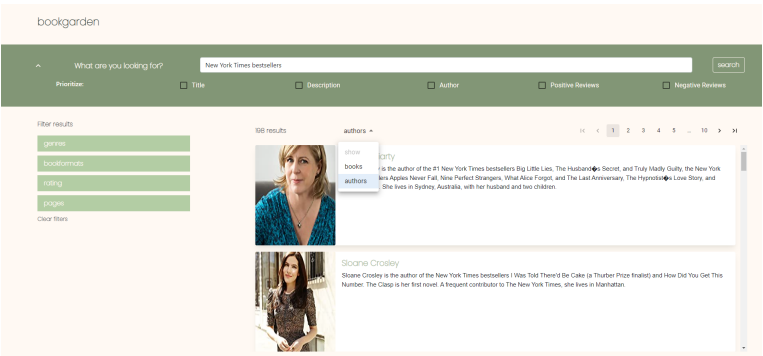 bookgarden
What are you looking for?
New York Times bestsellers
search
Prioritize:
Title
Description
Author
Positive Reviews
Negative Reviews
Filter results
genres
bookformats
rating
pages
Clear filters
198 results
authors
1 2 3 4 5 ... 10
show
books
authors
arty
is the author of the #1 New York Times bestsellers Big Little Lies, The Husband�s Secret, and Truly Madly Guilty, the New York
lers Apples Never Fall, Nine Perfect Strangers, What Alice Forgot, and The Last Anniversary, The Hypnotist�s Love Story, and
She lives in Sydney, Australia, with her husband and two children.
Sloane Crosley
Sloane Crosley is the author of the New York Times bestsellers I Was Told There'd Be Cake (a Thurber Prize finalist) and How Did You Get This
Number. The Clasp is her first novel. A frequent contributor to The New York Times, she lives in Manhattan.